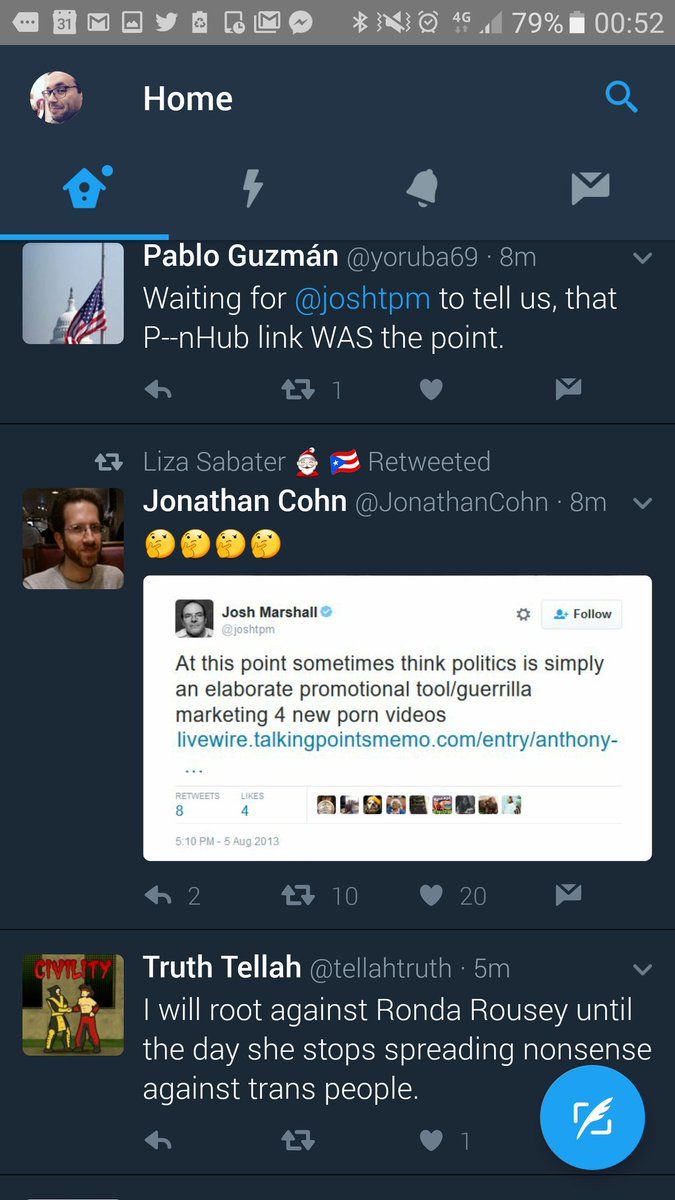 31 4G 79% 00:52
Home
Pablo Guzmán @yoruba69 · 8m
Waiting for @joshtpm to tell us, that
P--nHub link WAS the point.
1
Liza Sabater 🎅 🇵🇷 Retweeted
Jonathan Cohn @JonathanCohn · 8m
🤔🤔🤔🤔
Josh Marshall
@joshtpm
Follow
At this point sometimes think politics is simply
an elaborate promotional tool/guerrilla
marketing 4 new porn videos
livewire.talkingpointsmemo.com/entry/anthony-
...
RETWEETS LIKES
8 4
5:10 PM - 5 Aug 2013
2 10 20
CIVILITY
Truth Tellah @tellahtruth · 5m
I will root against Ronda Rousey until
the day she stops spreading nonsense
against trans people.
1